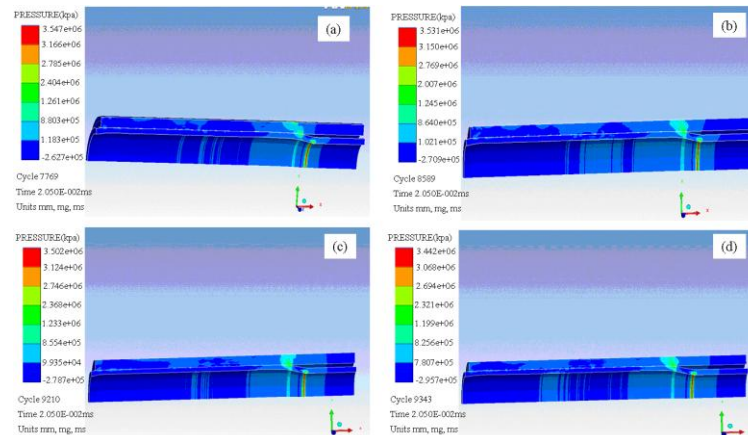 PRESSURE(kpa)
3.547e+06
3.166e+06
2.785e+06
2.404e+06
1.261e+06
8.803e+05
1.183e+05
-2.627e+05
Cycle 7769
Time 2.050E-002ms
Units mm, mg, ms
(a)
PRESSURE(kpa)
3.531e+06
3.150e+06
2.769e+06
2.007e+06
1.245e+06
8.640e+05
1.021e+05
-2.709e+05
Cycle 8589
Time 2.050E-002ms
Units mm, mg, ms
(b)
PRESSURE(kpa)
3.502e+06
3.124e+06
2.746e+06
2.368e+06
1.233e+06
8.554e+05
9.935e+04
-2.787e+05
Cycle 9210
Time 2.050E-002ms
Units mm, mg, ms
(c)
PRESSURE(kpa)
3.442e+06
3.068e+06
2.694e+06
2.321e+06
1.199e+06
8.256e+05
7.807e+05
-2.957e+05
Cycle 9343
Time 2.050E-002ms
Units mm, mg, ms
(d)